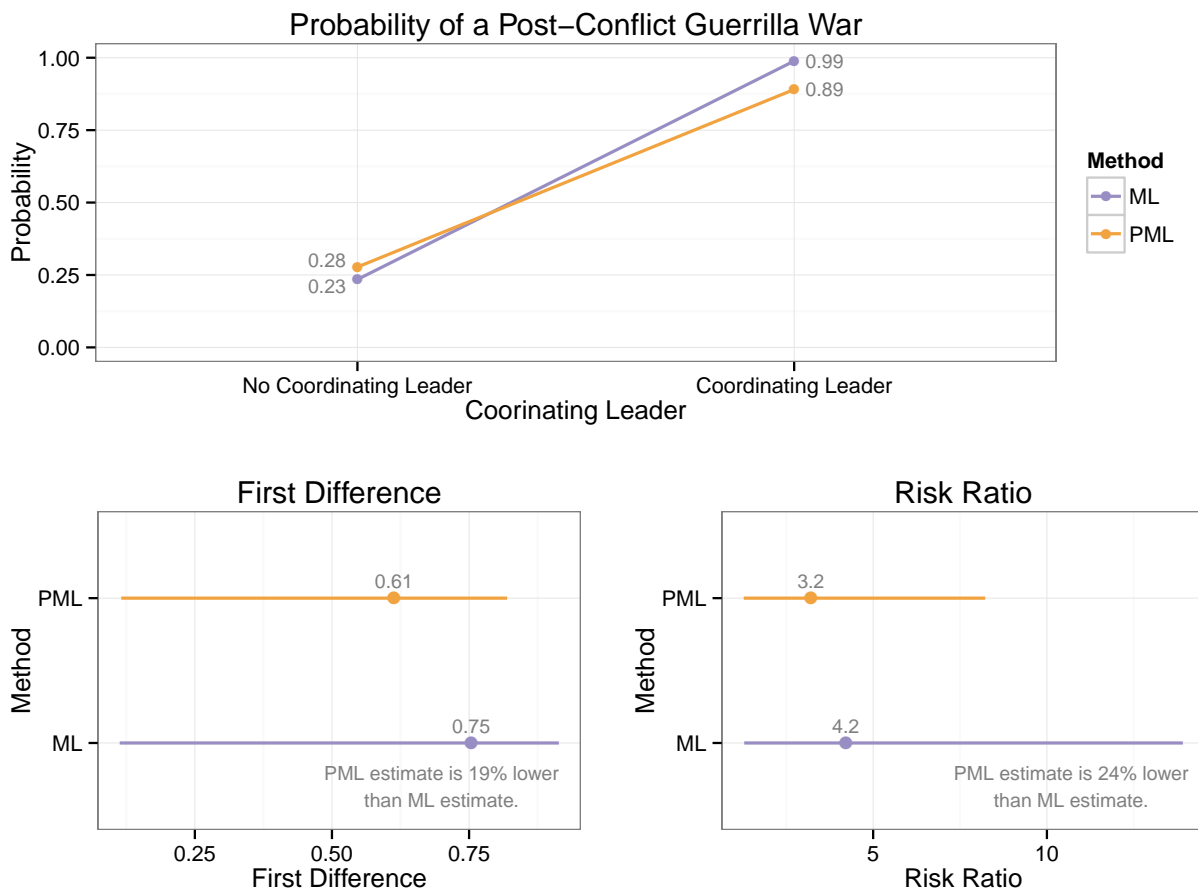 Probability of a Post−Conflict Guerrilla War
Probability
1.00
0.75
0.50
0.25
0.00
0.99
0.89
0.28
0.23
No Coordinating Leader
Coordinating Leader
Coorinating Leader
Method
ML
PML
First Difference
Method
PML
ML
0.61
0.75
PML estimate is 19% lower
than ML estimate.
0.25
0.50
0.75
First Difference
Risk Ratio
Method
PML
ML
3.2
4.2
PML estimate is 24% lower
than ML estimate.
5
10
Risk Ratio